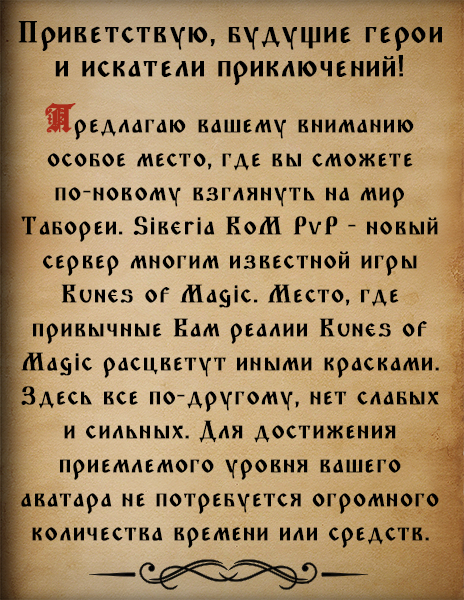 Приветствую, будущие герои
и искатели приключений!
Предлагаю вашему вниманию
особое место, где вы сможете
по-новому взглянуть на мир
Табореи. Siberia RoM PvP - новый
сервер многим известной игры
Runes of Magic. Место, где
привычные Вам реалии Runes of
Magic расцветут иными красками.
Здесь все по-другому, нет слабых
и сильных. Для достижения
приемлемого уровня вашего
аватара не потребуется огромного
количества времени или средств.